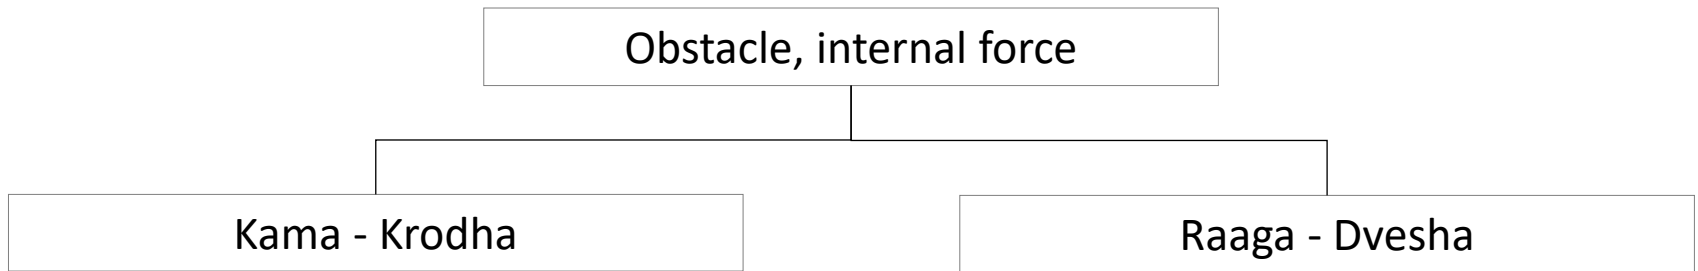 Obstacle, internal force
Kama - Krodha
Raaga - Dvesha